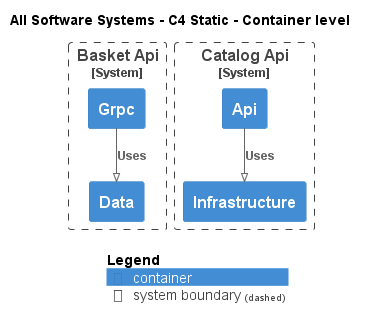 All Software Systems - C4 Static - Container level
Basket Api
[System]
Catalog Api
[System]
Grpc
Api
Uses
Uses
Data
Infrastructure
Legend
container
system boundary (dashed)